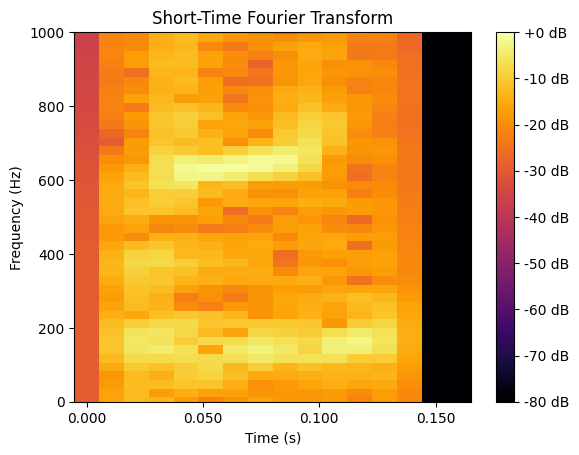 Short-Time Fourier Transform
1000
800
600
400
200
0
Frequency (Hz)
0.000
0.050
0.100
0.150
Time (s)
+0 dB
-10 dB
-20 dB
-30 dB
-40 dB
-50 dB
-60 dB
-70 dB
-80 dB